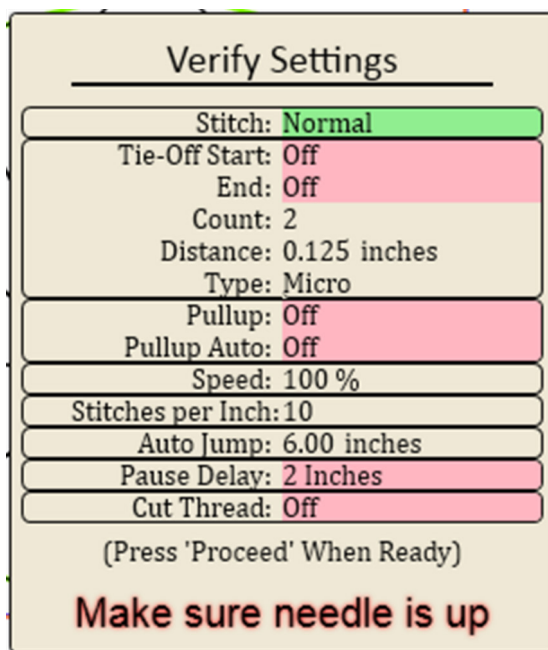 Verify Settings
Stitch: Normal
Tie-Off Start: Off
End: Off
Count: 2
Distance: 0.125 inches
Type: Micro
Pullup: Off
Pullup Auto: Off
Speed: 100 %
Stitches per Inch: 10
Auto Jump: 6.00 inches
Pause Delay: 2 Inches
Cut Thread: Off
(Press 'Proceed' When Ready)
Make sure needle is up